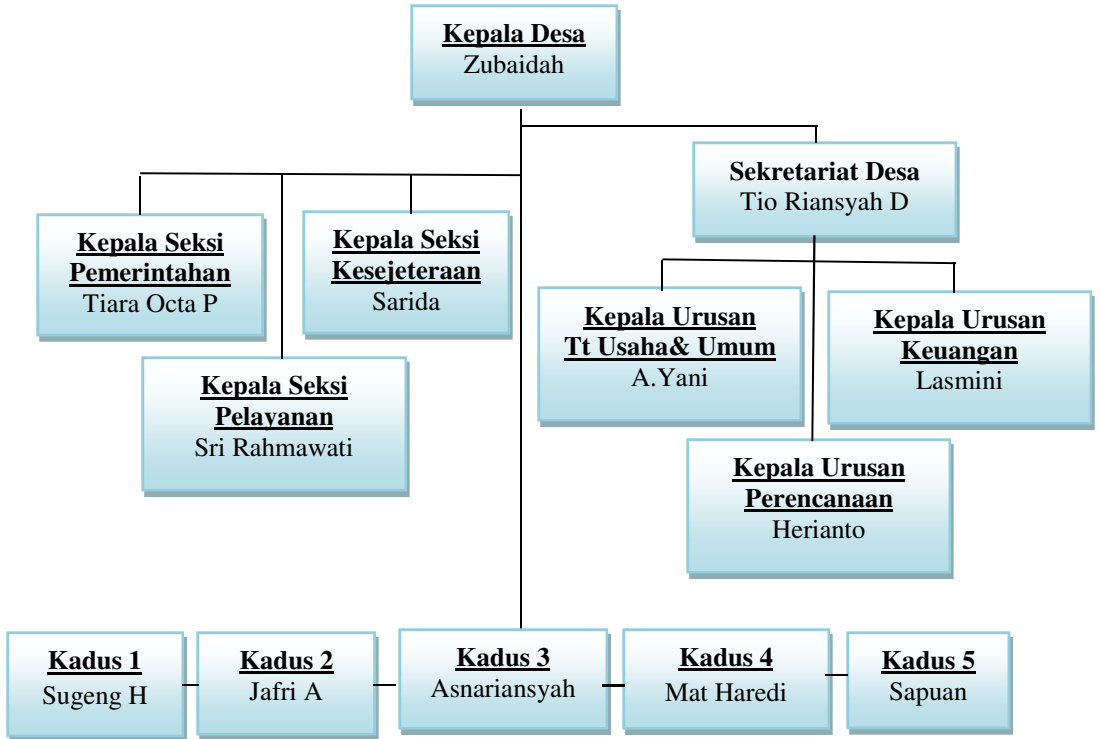 Kepala Desa
Zubaidah
Sekretariat Desa
Tio Riansyah D
Kepala Seksi
Pemerintahan
Tiara Octa P
Kepala Seksi
Kesejeteraan
Sarida
Kepala Seksi
Pelayanan
Sri Rahmawati
Kepala Urusan
Tt Usaha& Umum
A.Yani
Kepala Urusan
Keuangan
Lasmini
Kepala Urusan
Perencanaan
Herianto
Kadus 1
Sugeng H
Kadus 2
Jafri A
Kadus 3
Asnariansyah
Kadus 4
Mat Haredi
Kadus 5
Sapuan